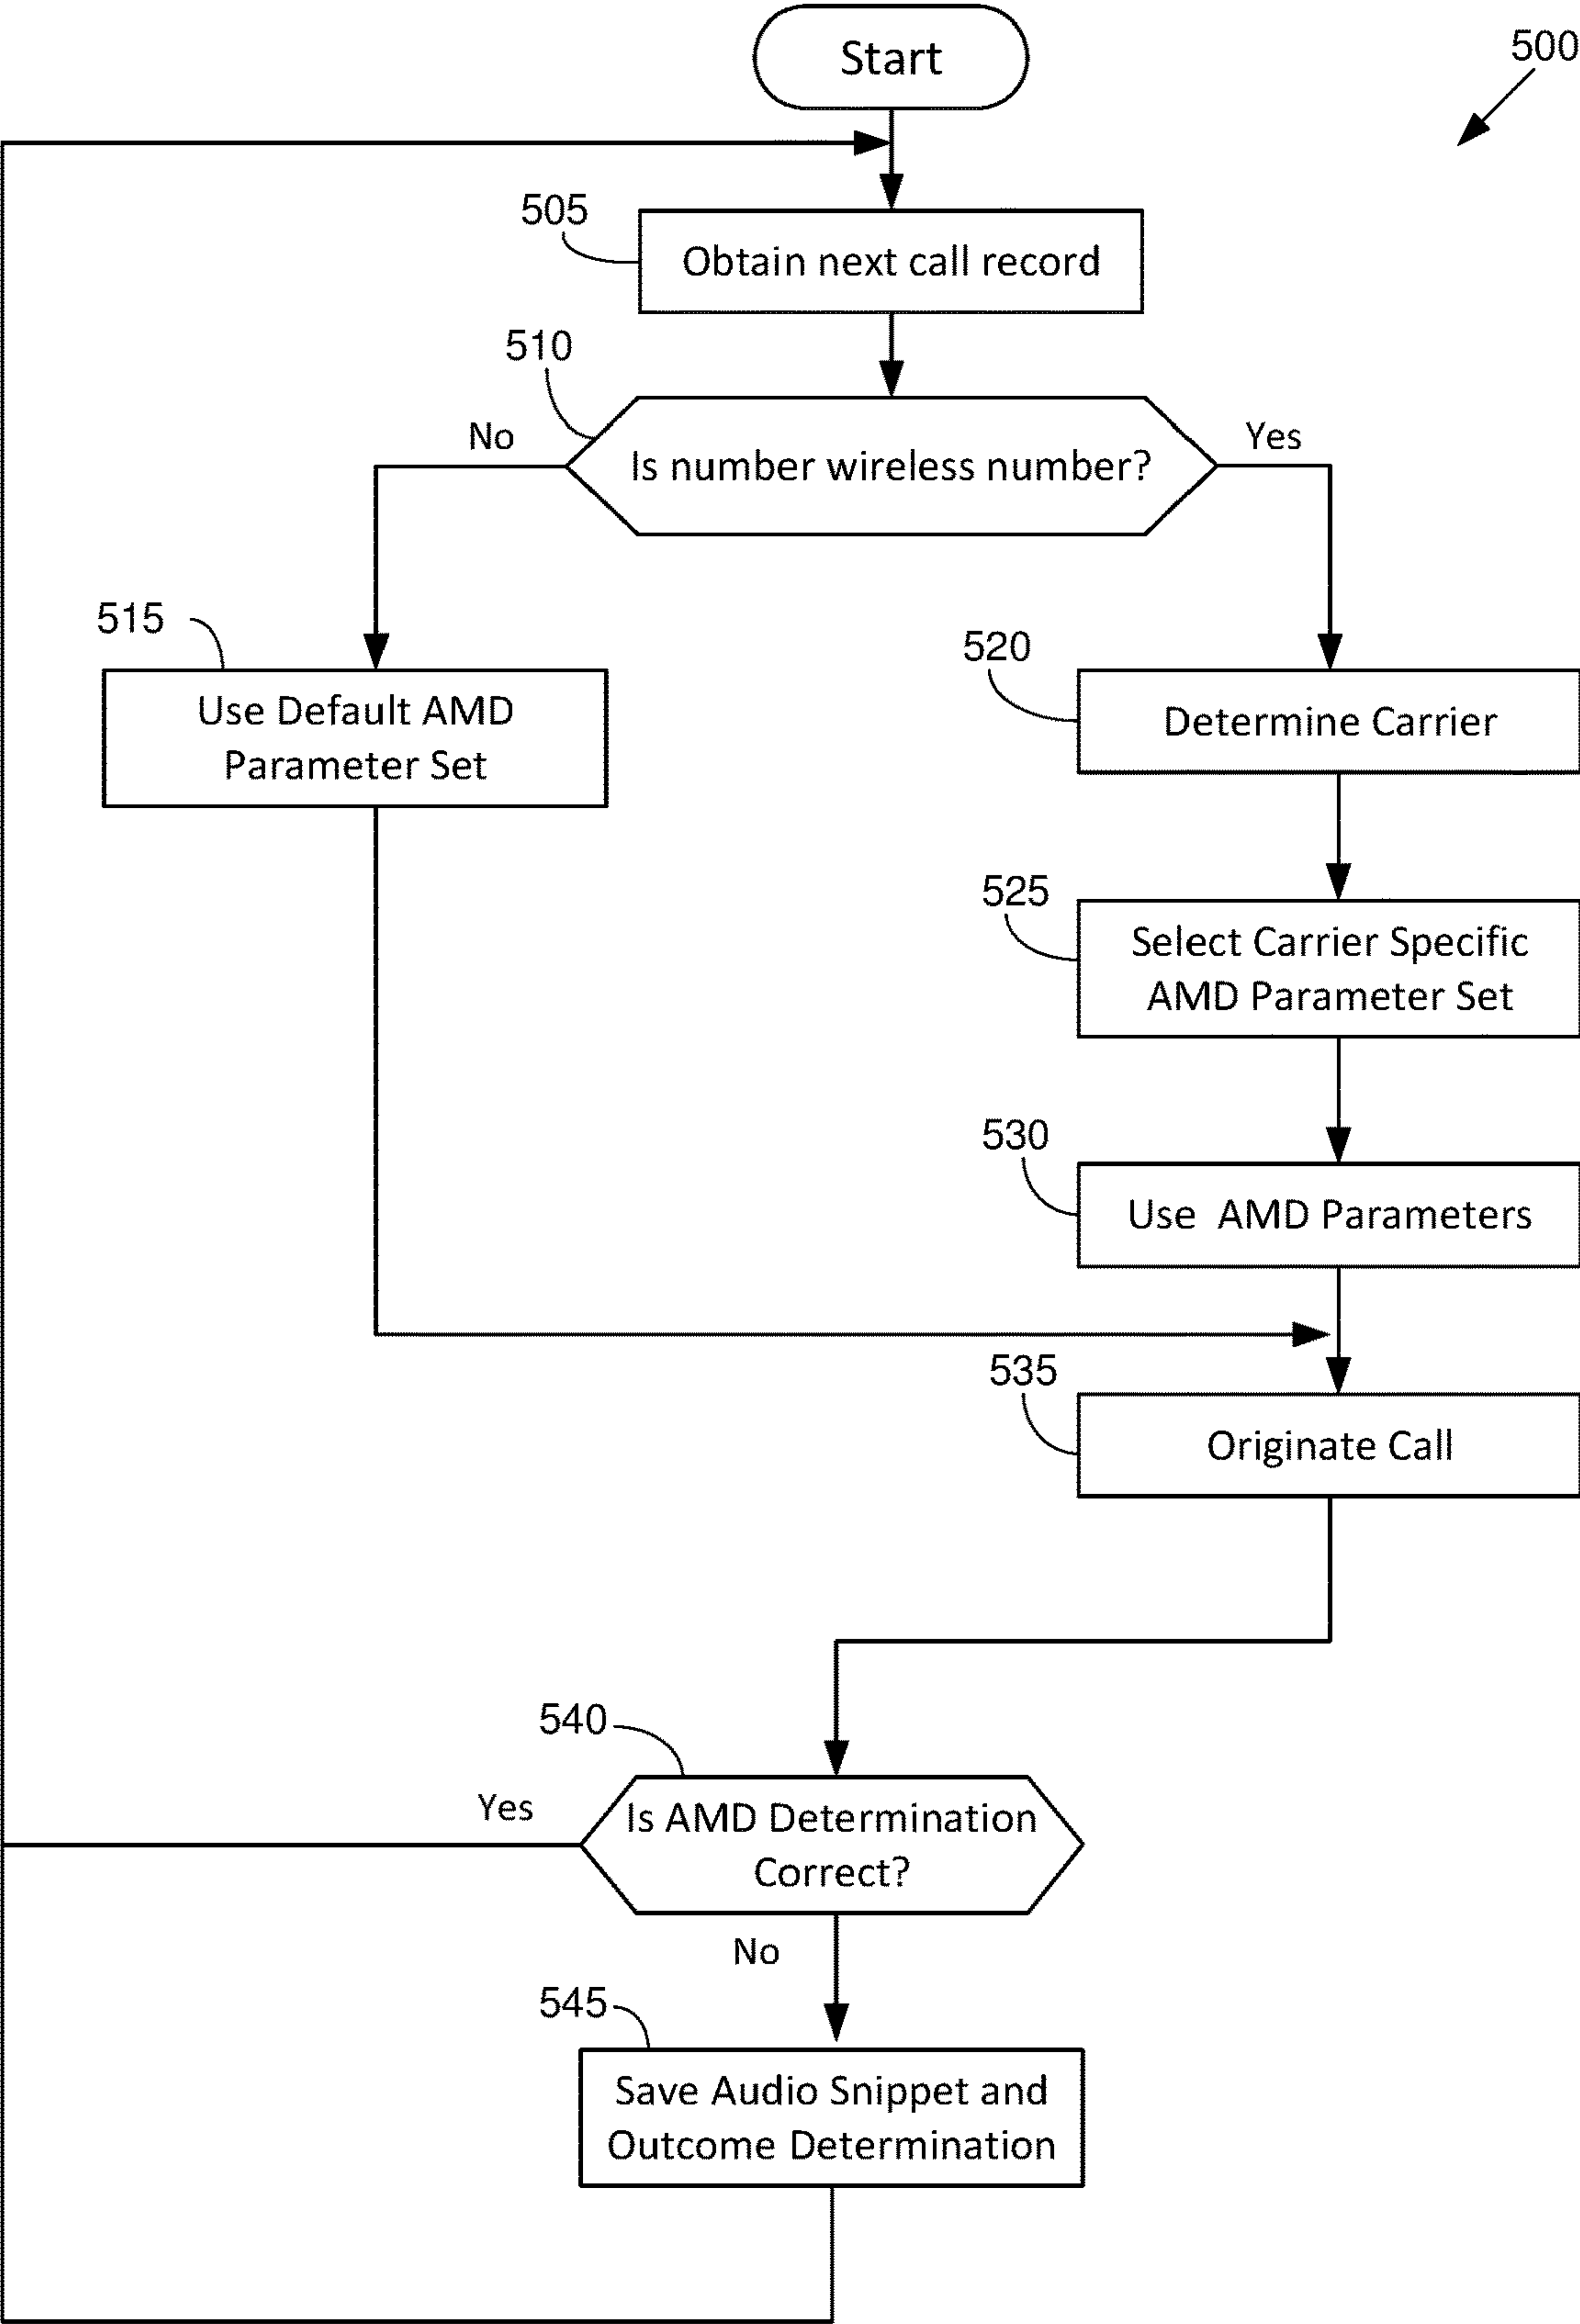 Start
500
505
Obtain next call record
510
No
Yes
Is number wireless number?
515
Use Default AMD
Parameter Set
520
Determine Carrier
525
Select Carrier Specific
AMD Parameter Set
530
Use AMD Parameters
535
Originate Call
540
Yes
Is AMD Determination
Correct?
No
545
Save Audio Snippet and
Outcome Determination